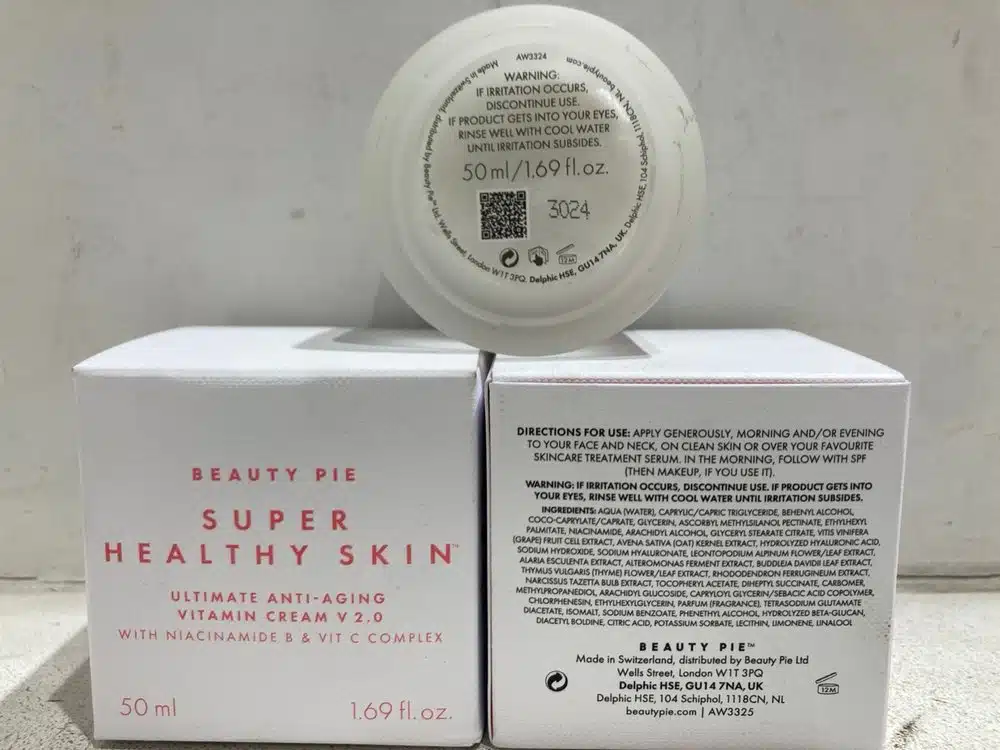 AW3324
WARNING:
IF IRRITATION OCCURS,
DISCONTINUE USE.
IF PRODUCT GETS INTO YOUR EYES,
RINSE WELL WITH COOL WATER
UNTIL IRRITATION SUBSIDES.
50 ml/1.69 fl. oz.
3024
12M
Made in Switzerland, distributed by Beauty Pie™ Ltd. Wells Street, London W1T 3PQ. Delphic HSE, GU14 7NA, UK, Delphic HSE, 104 Schiphol, 1118CN, NL beautypie.com
BEAUTY PIE
SUPER
HEALTHY SKIN™
ULTIMATE ANTI-AGING
VITAMIN CREAM V 2.0
WITH NIACINAMIDE B & VIT C COMPLEX
50 ml
1.69 fl. oz.
DIRECTIONS FOR USE: APPLY GENEROUSLY, MORNING AND/OR EVENING
TO YOUR FACE AND NECK, ON CLEAN SKIN OR OVER YOUR FAVOURITE
SKINCARE TREATMENT SERUM. IN THE MORNING, FOLLOW WITH SPF
(THEN MAKEUP, IF YOU USE IT).
WARNING: IF IRRITATION OCCURS, DISCONTINUE USE. IF PRODUCT GETS INTO
YOUR EYES, RINSE WELL WITH COOL WATER UNTIL IRRITATION SUBSIDES.
INGREDIENTS: AQUA (WATER), CAPRYLIC/CAPRIC TRIGLYCERIDE, BEHENYL ALCOHOL,
COCO-CAPRYLATE/CAPRATE, GLYCERIN, ASCORBYL METHYLSILANOL PECTINATE, ETHYLHEXYL
PALMITATE, NIACINAMIDE, ARACHIDYL ALCOHOL, GLYCERYL STEARATE CITRATE, VITIS VINIFERA
(GRAPE) FRUIT CELL EXTRACT, AVENA SATIVA (OAT) KERNEL EXTRACT, HYDROLYZED HYALURONIC ACID,
SODIUM HYDROXIDE, SODIUM HYALURONATE, LEONTOPODIUM ALPINUM FLOWER/LEAF EXTRACT,
ALARIA ESCULENTA EXTRACT, ALTEROMONAS FERMENT EXTRACT, BUDDLEJA DAVIDII LEAF EXTRACT,
THYMUS VULGARIS (THYME) FLOWER/LEAF EXTRACT, RHODODENDRON FERRUGINEUM EXTRACT,
NARCISSUS TAZETTA BULB EXTRACT, TOCOPHERYL ACETATE, DIHEPTYL SUCCINATE, CARBOMER,
METHYLPROPANEDIOL, ARACHIDYL GLUCOSIDE, CAPRYLOYL GLYCERIN/SEBACIC ACID COPOLYMER,
CHLORPHENESIN, ETHYLHEXYLGLYCERIN, PARFUM (FRAGRANCE), TETRASODIUM GLUTAMATE
DIACETATE, ISOMALT, SODIUM BENZOATE, PHENETHYL ALCOHOL, HYDROLYZED BETA-GLUCAN,
DIACETYL BOLDINE, CITRIC ACID, POTASSIUM SORBATE, LECITHIN, LIMONENE, LINALOOL
BEAUTY PIE™
Made in Switzerland, distributed by Beauty Pie Ltd
Wells Street, London W1T 3PQ
Delphic HSE, GU14 7NA, UK
Delphic HSE, 104 Schiphol, 1118CN, NL
beautypie.com | AW3325
12M